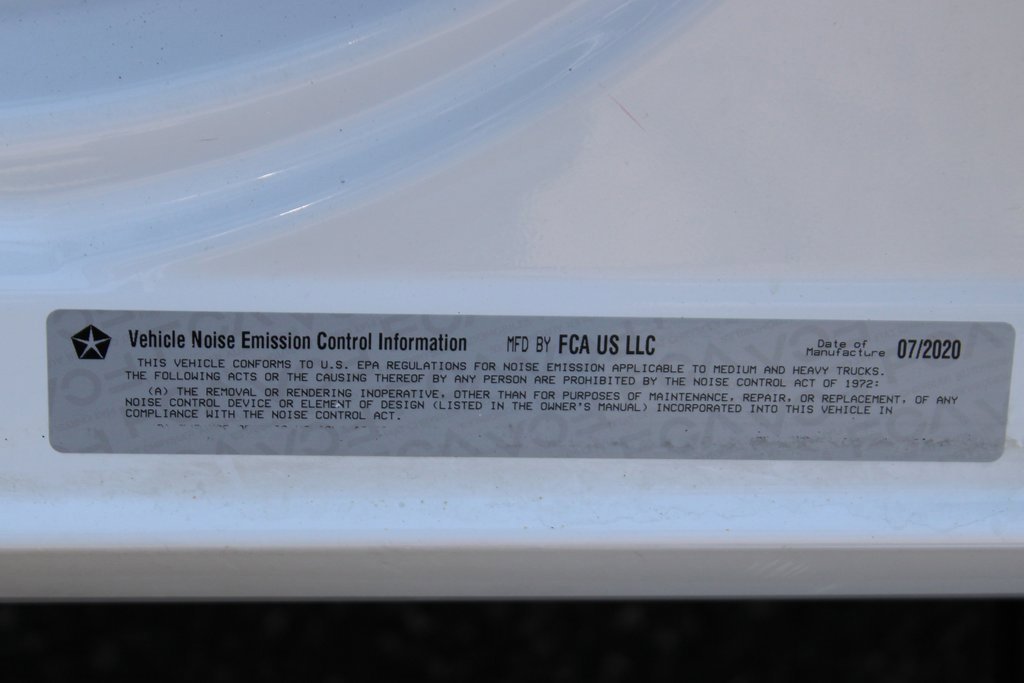 Vehicle Noise Emission Control Information MFD BY FCA US LLC Date of Manufacture 07/2020
THIS VEHICLE CONFORMS TO U.S. EPA REGULATIONS FOR NOISE EMISSION APPLICABLE TO MEDIUM AND HEAVY TRUCKS.
THE FOLLOWING ACTS OR THE CAUSING THEREOF BY ANY PERSON ARE PROHIBITED BY THE NOISE CONTROL ACT OF 1972:
(A) THE REMOVAL OR RENDERING INOPERATIVE, OTHER THAN FOR PURPOSES OF MAINTENANCE, REPAIR, OR REPLACEMENT, OF ANY
NOISE CONTROL DEVICE OR ELEMENT OF DESIGN (LISTED IN THE OWNER'S MANUAL) INCORPORATED INTO THIS VEHICLE IN
COMPLIANCE WITH THE NOISE CONTROL ACT.